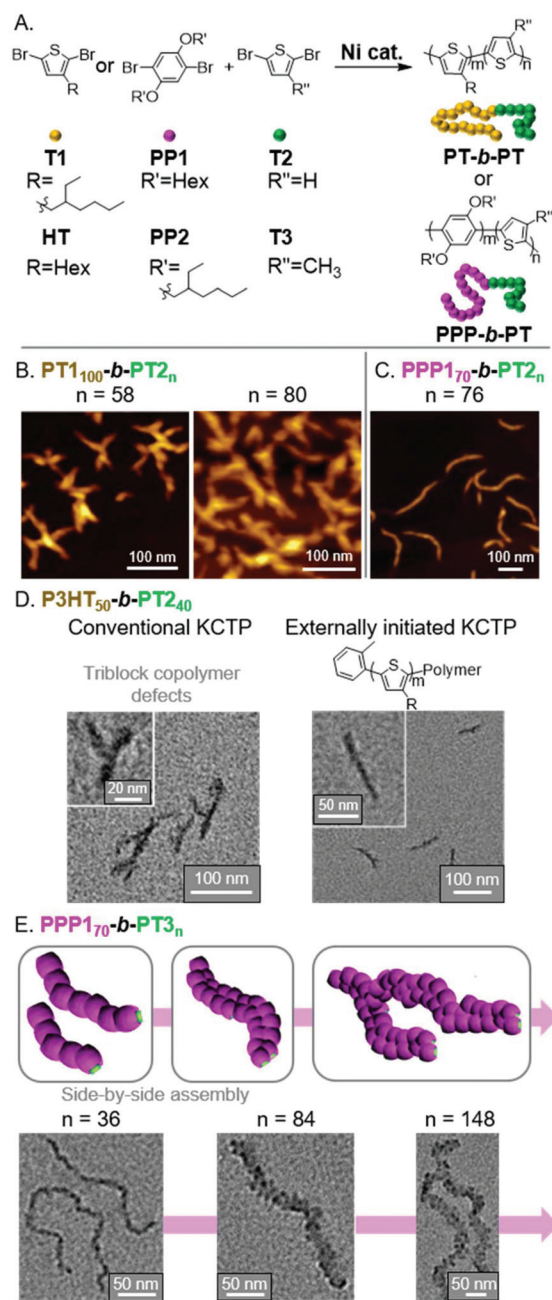 A.
Br S Br or OR' Br Br R'O + Br S Br Ni cat. S m S n R''
R R'' R
T1 PP1 T2 PT-b-PT
R= R'=Hex R''=H or
HT PP2 T3 OR' R''
R=Hex R'= R''=CH3 m S n
R'O
PPP-b-PT
B. PT1100-b-PT2n
n = 58 n = 80
100 nm 100 nm
C. PPP170-b-PT2n
n = 76
100 nm
D. P3HT50-b-PT240
Conventional KCTP Externally initiated KCTP
Triblock copolymer
defects
S Polymer
m
R
20 nm
100 nm
50 nm
100 nm
E. PPP170-b-PT3n
Side-by-side assembly
n = 36 n = 84 n = 148
50 nm 50 nm 50 nm